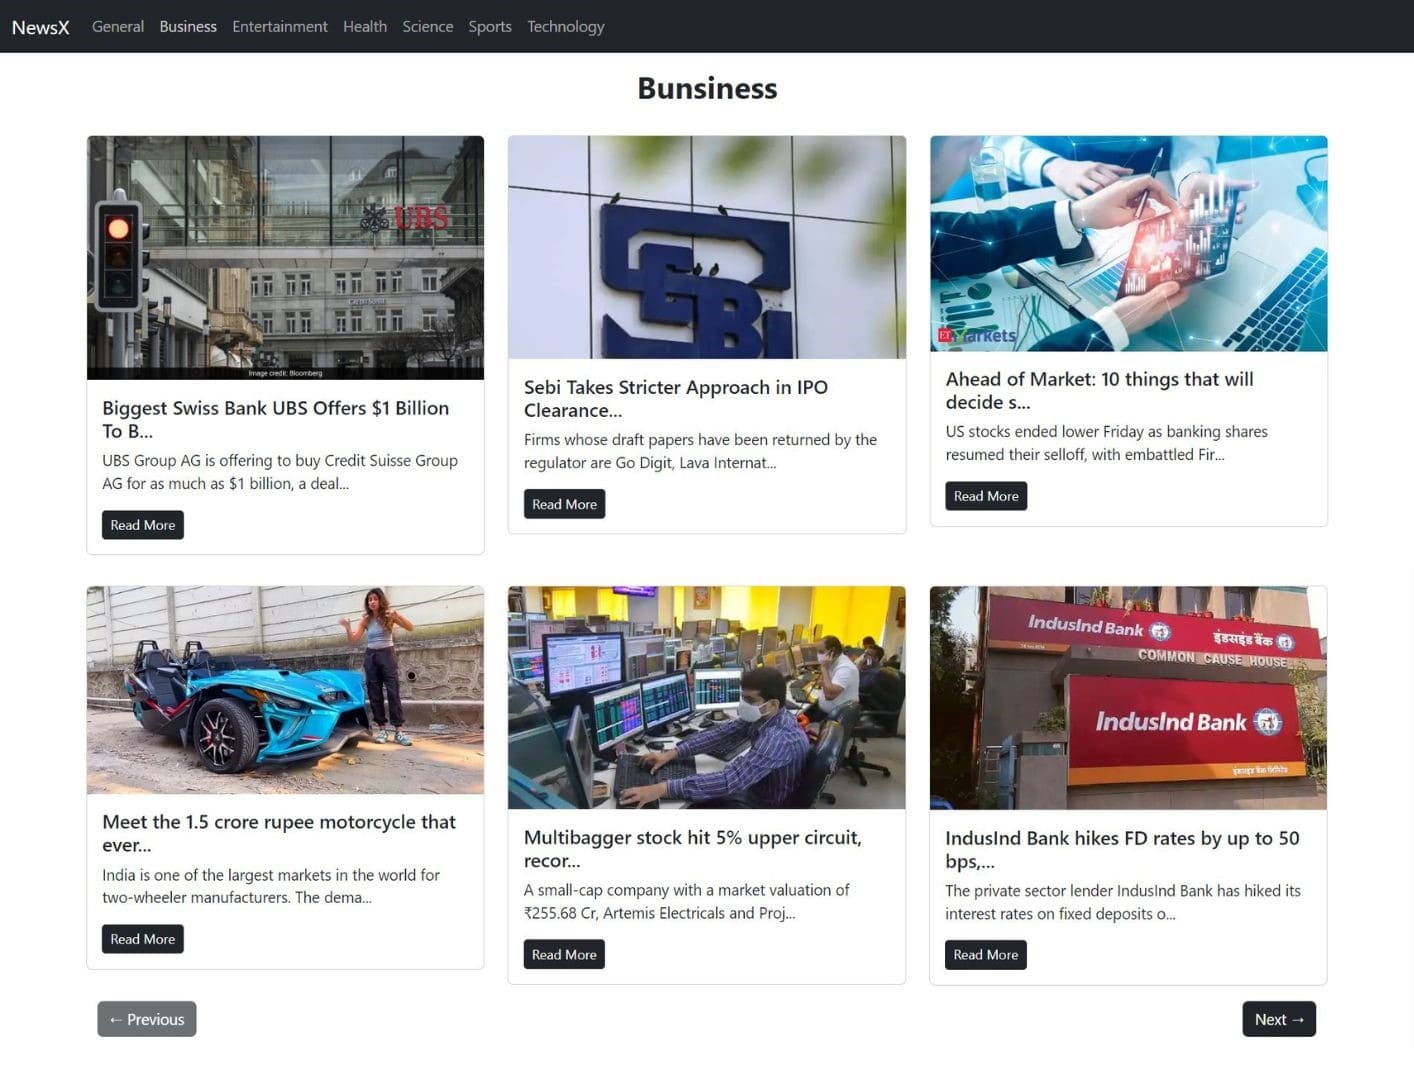 NewsX General Business Entertainment Health Science Sports Technology
Bunsiness
UBS
CREDIT SUISSE
Image credit: Bloomberg
Biggest Swiss Bank UBS Offers $1 Billion
To B...
UBS Group AG is offering to buy Credit Suisse Group
AG for as much as $1 billion, a deal...
Read More
SEBI
Sebi Takes Stricter Approach in IPO
Clearance...
Firms whose draft papers have been returned by the
regulator are Go Digit, Lava Internat...
Read More
ET Markets
Ahead of Market: 10 things that will
decide s...
US stocks ended lower Friday as banking shares
resumed their selloff, with embattled Fir...
Read More
Meet the 1.5 crore rupee motorcycle that
ever...
India is one of the largest markets in the world for
two-wheeler manufacturers. The dema...
Read More
Multibagger stock hit 5% upper circuit,
recor...
A small-cap company with a market valuation of
₹255.68 Cr, Artemis Electricals and Proj...
Read More
IndusInd Bank इंडसइंड बैंक
COMMON CAUSE HOUSE
IndusInd Bank
इंडसइंड बैंक लिमिटेड
IndusInd Bank hikes FD rates by up to 50
bps,...
The private sector lender IndusInd Bank has hiked its
interest rates on fixed deposits o...
Read More
← Previous
Next →